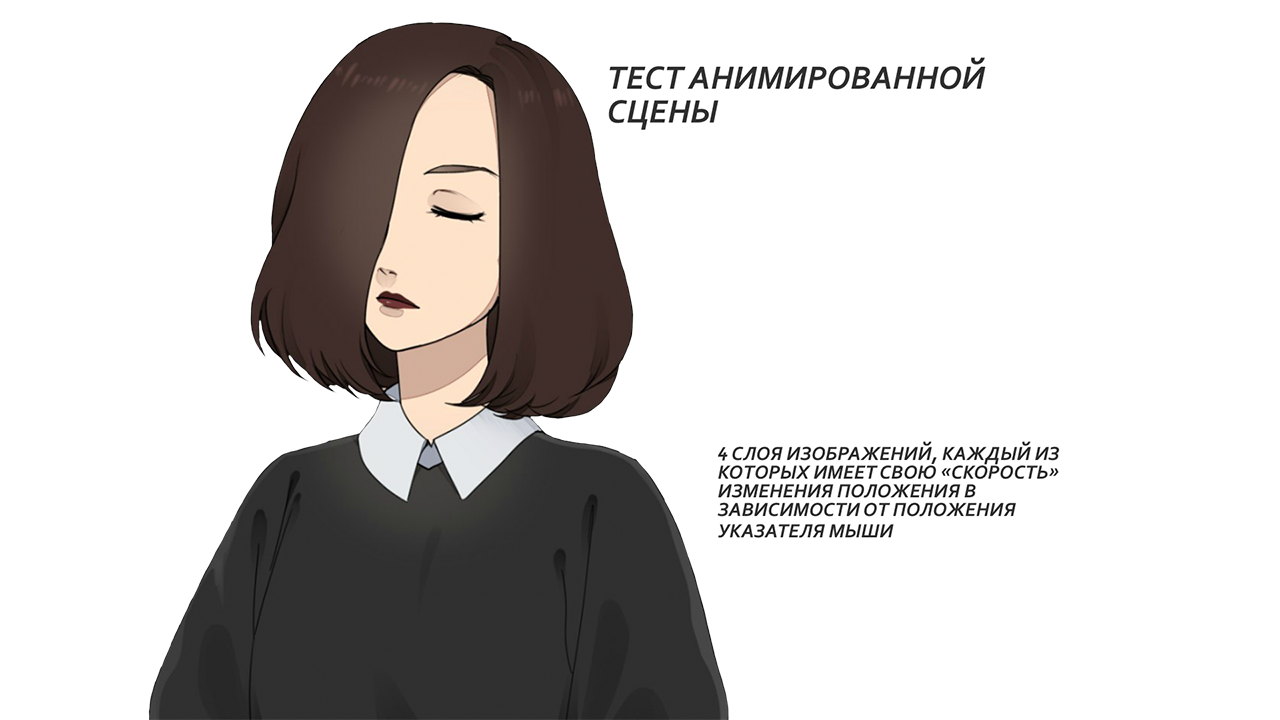 ТЕСТ АНИМИРОВАННОЙ
СЦЕНЫ
4 СЛОЯ ИЗОБРАЖЕНИЙ, КАЖДЫЙ ИЗ
КОТОРЫХ ИМЕЕТ СВОЮ «СКОРОСТЬ»
ИЗМЕНЕНИЯ ПОЛОЖЕНИЯ В
ЗАВИСИМОСТИ ОТ ПОЛОЖЕНИЯ
УКАЗАТЕЛЯ МЫШИ